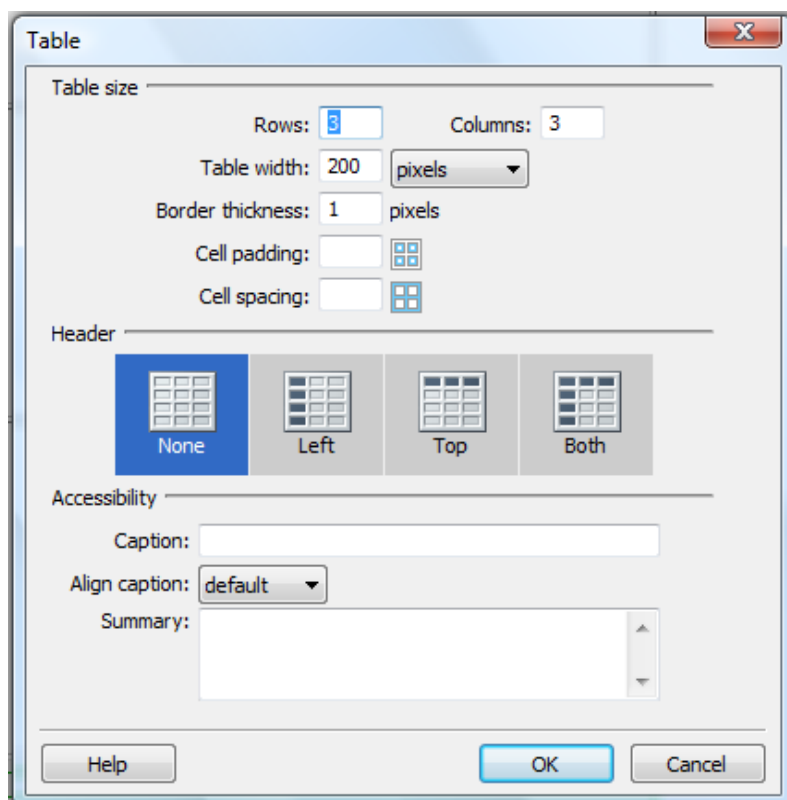 Table
Table size
Rows: 3 Columns: 3
Table width: 200 pixels
Border thickness: 1 pixels
Cell padding:
Cell spacing:
Header
None Left Top Both
Accessibility
Caption:
Align caption: default
Summary:
Help OK Cancel